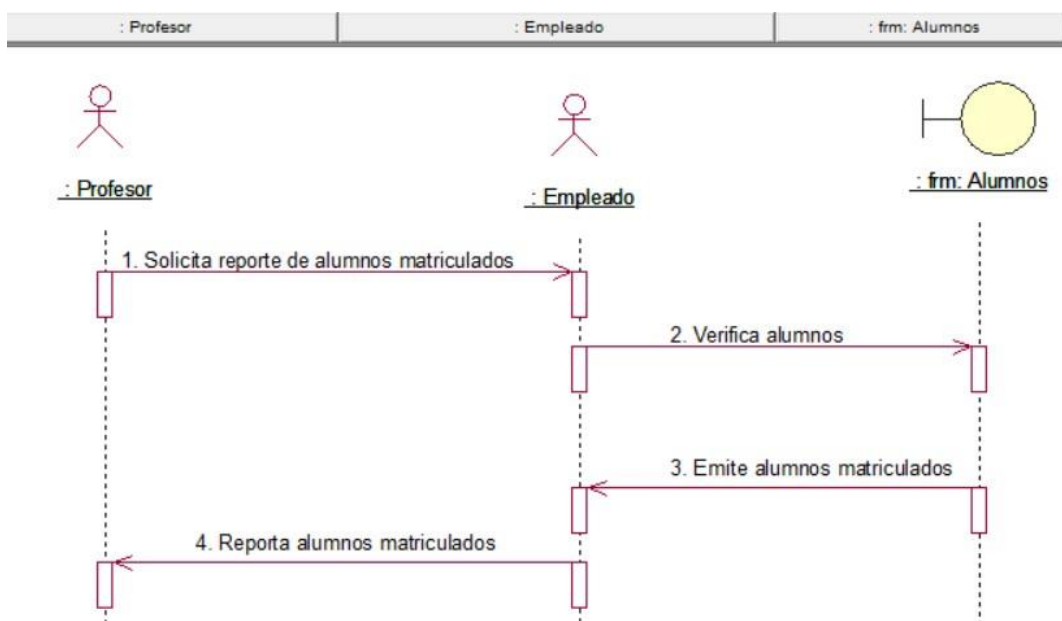 : Profesor
: Empleado
: frm: Alumnos
: Profesor
: Empleado
: frm: Alumnos
1. Solicita reporte de alumnos matriculados
2. Verifica alumnos
3. Emite alumnos matriculados
4. Reporta alumnos matriculados